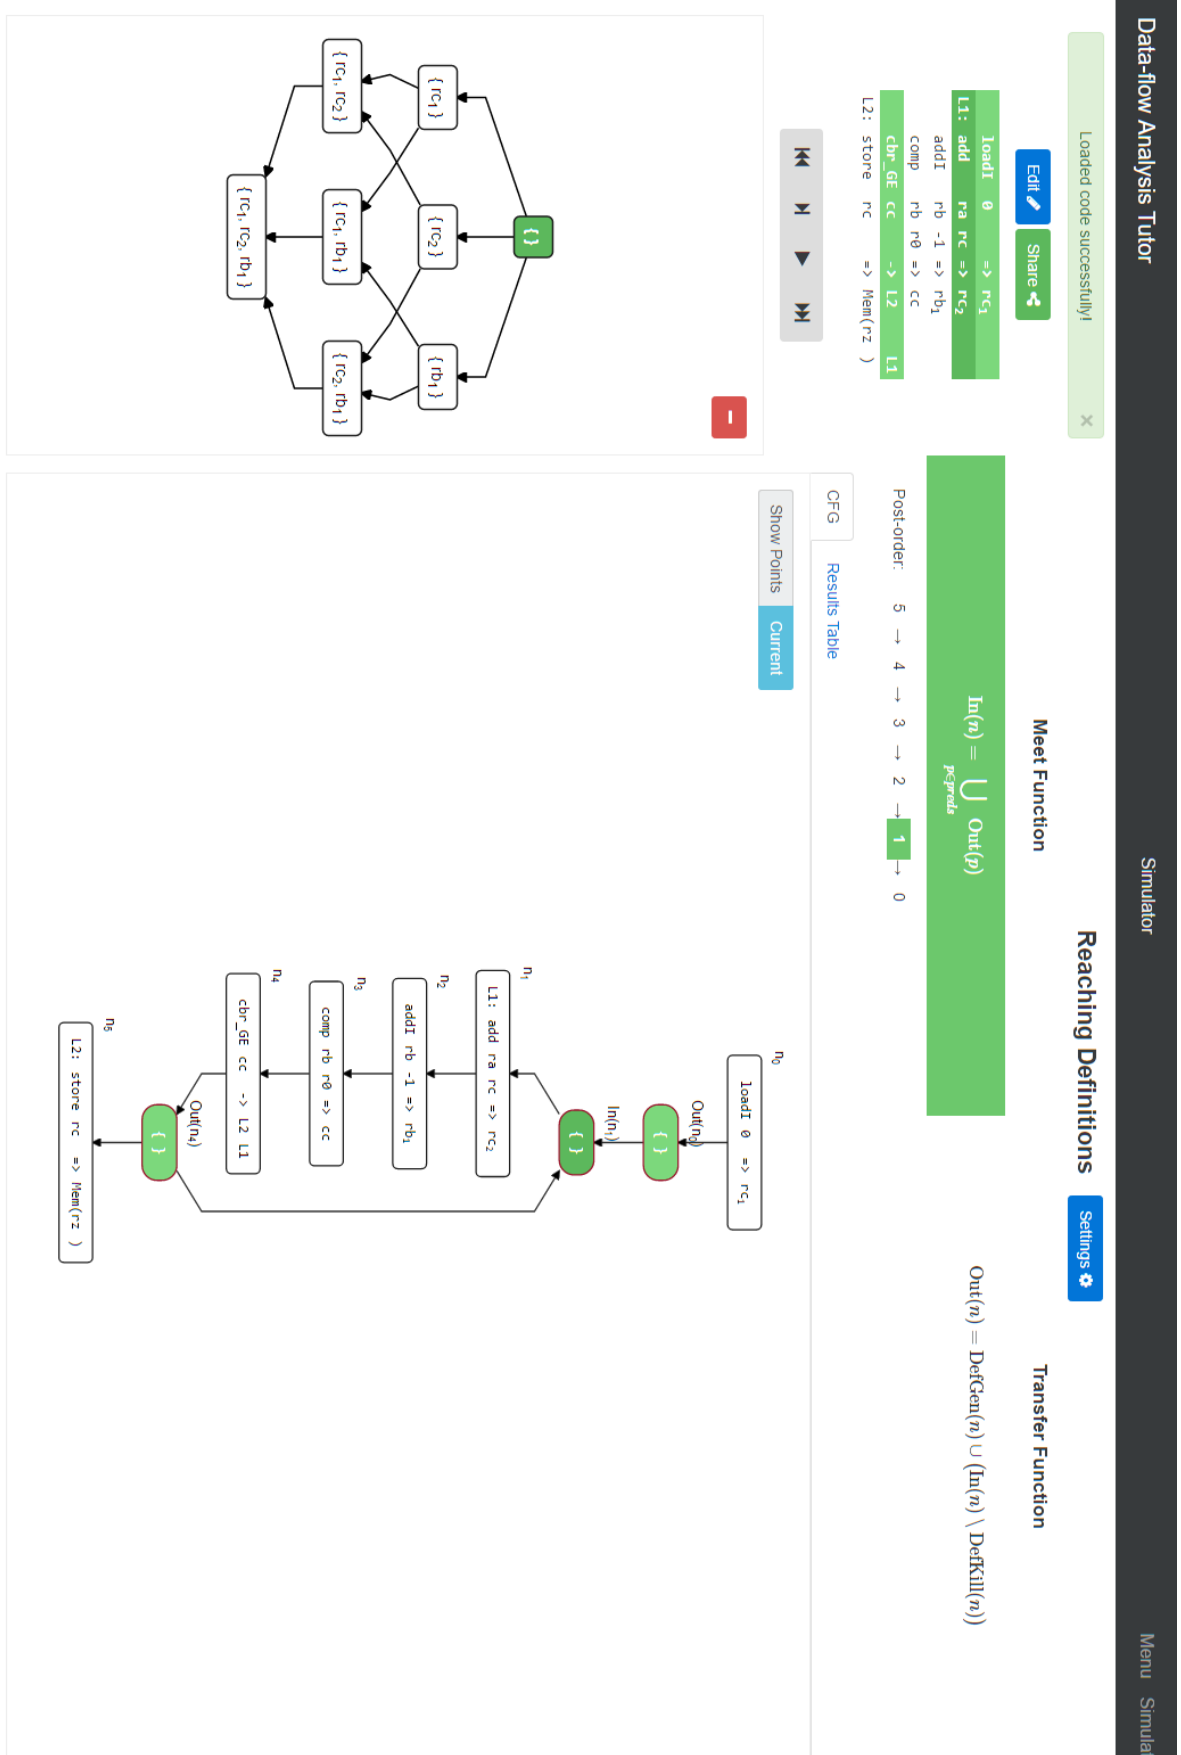 Data-flow Analysis Tutor
Simulator
Menu Simulat
Loaded code successfully!
×
Reaching Definitions
Settings
Edit
Share
Meet Function
Transfer Function
loadI 0 => rc1
L1: add ra rc => rc2
addI rb -1 => rb1
comp rb r0 => cc
cbr_GE cc -> L2 L1
L2: store rc => Mem(rz )
In(n) = ⋃ Out(p)
p∈preds
Out(n) = DefGen(n) ∪ (In(n) \ DefKill(n))
Post-order: 5 → 4 → 3 → 2 → 1 → 0
CFG
Results Table
Show Points
Current
{ }
{ rc1 }
{ rc2 }
{ rb1 }
{ rc1, rc2 }
{ rc1, rb1 }
{ rc2, rb1 }
{ rc1, rc2, rb1 }
n0
loadI 0 => rc1
Out(n0)
{ }
In(n1)
{ }
n1
L1: add ra rc => rc2
n2
addI rb -1 => rb1
n3
comp rb r0 => cc
n4
cbr_GE cc -> L2 L1
Out(n4)
{ }
n5
L2: store rc => Mem(rz )